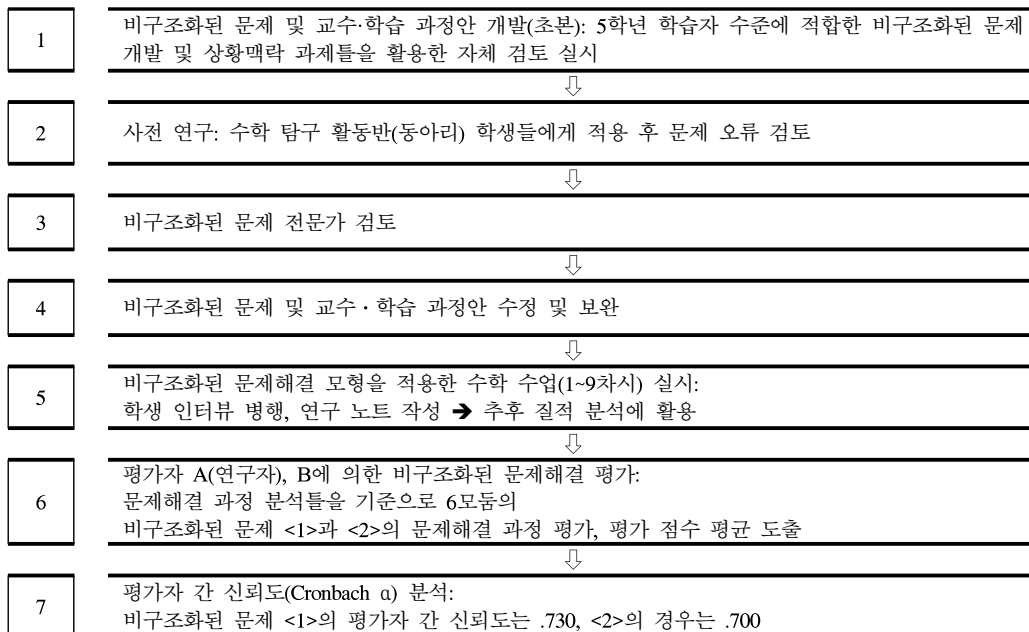 1
비구조화된 문제 및 교수·학습 과정안 개발(초본): 5학년 학습자 수준에 적합한 비구조화된 문제
개발 및 상황맥락 과제틀을 활용한 자체 검토 실시
⇩
2
사전 연구: 수학 탐구 활동반(동아리) 학생들에게 적용 후 문제 오류 검토
⇩
3
비구조화된 문제 전문가 검토
⇩
4
비구조화된 문제 및 교수·학습 과정안 수정 및 보완
⇩
5
비구조화된 문제해결 모형을 적용한 수학 수업(1~9차시) 실시:
학생 인터뷰 병행, 연구 노트 작성 ➔ 추후 질적 분석에 활용
⇩
6
평가자 A(연구자), B에 의한 비구조화된 문제해결 평가:
문제해결 과정 분석틀을 기준으로 6모둠의
비구조화된 문제 <1>과 <2>의 문제해결 과정 평가, 평가 점수 평균 도출
⇩
7
평가자 간 신뢰도(Cronbach α) 분석:
비구조화된 문제 <1>의 평가자 간 신뢰도는 .730, <2>의 경우는 .700